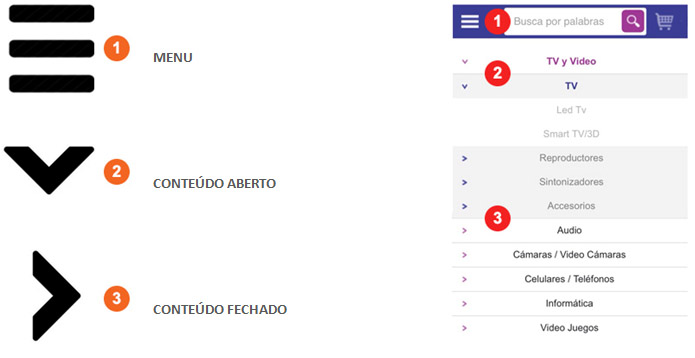 1
MENU
2
CONTEÚDO ABERTO
3
CONTEÚDO FECHADO
1
Busca por palabras
TV y Video
2
TV
Led Tv
Smart TV/3D
Reproductores
Sintonizadores
Accesorios
3
Audio
Cámaras / Video Cámaras
Celulares / Teléfonos
Informática
Video Juegos